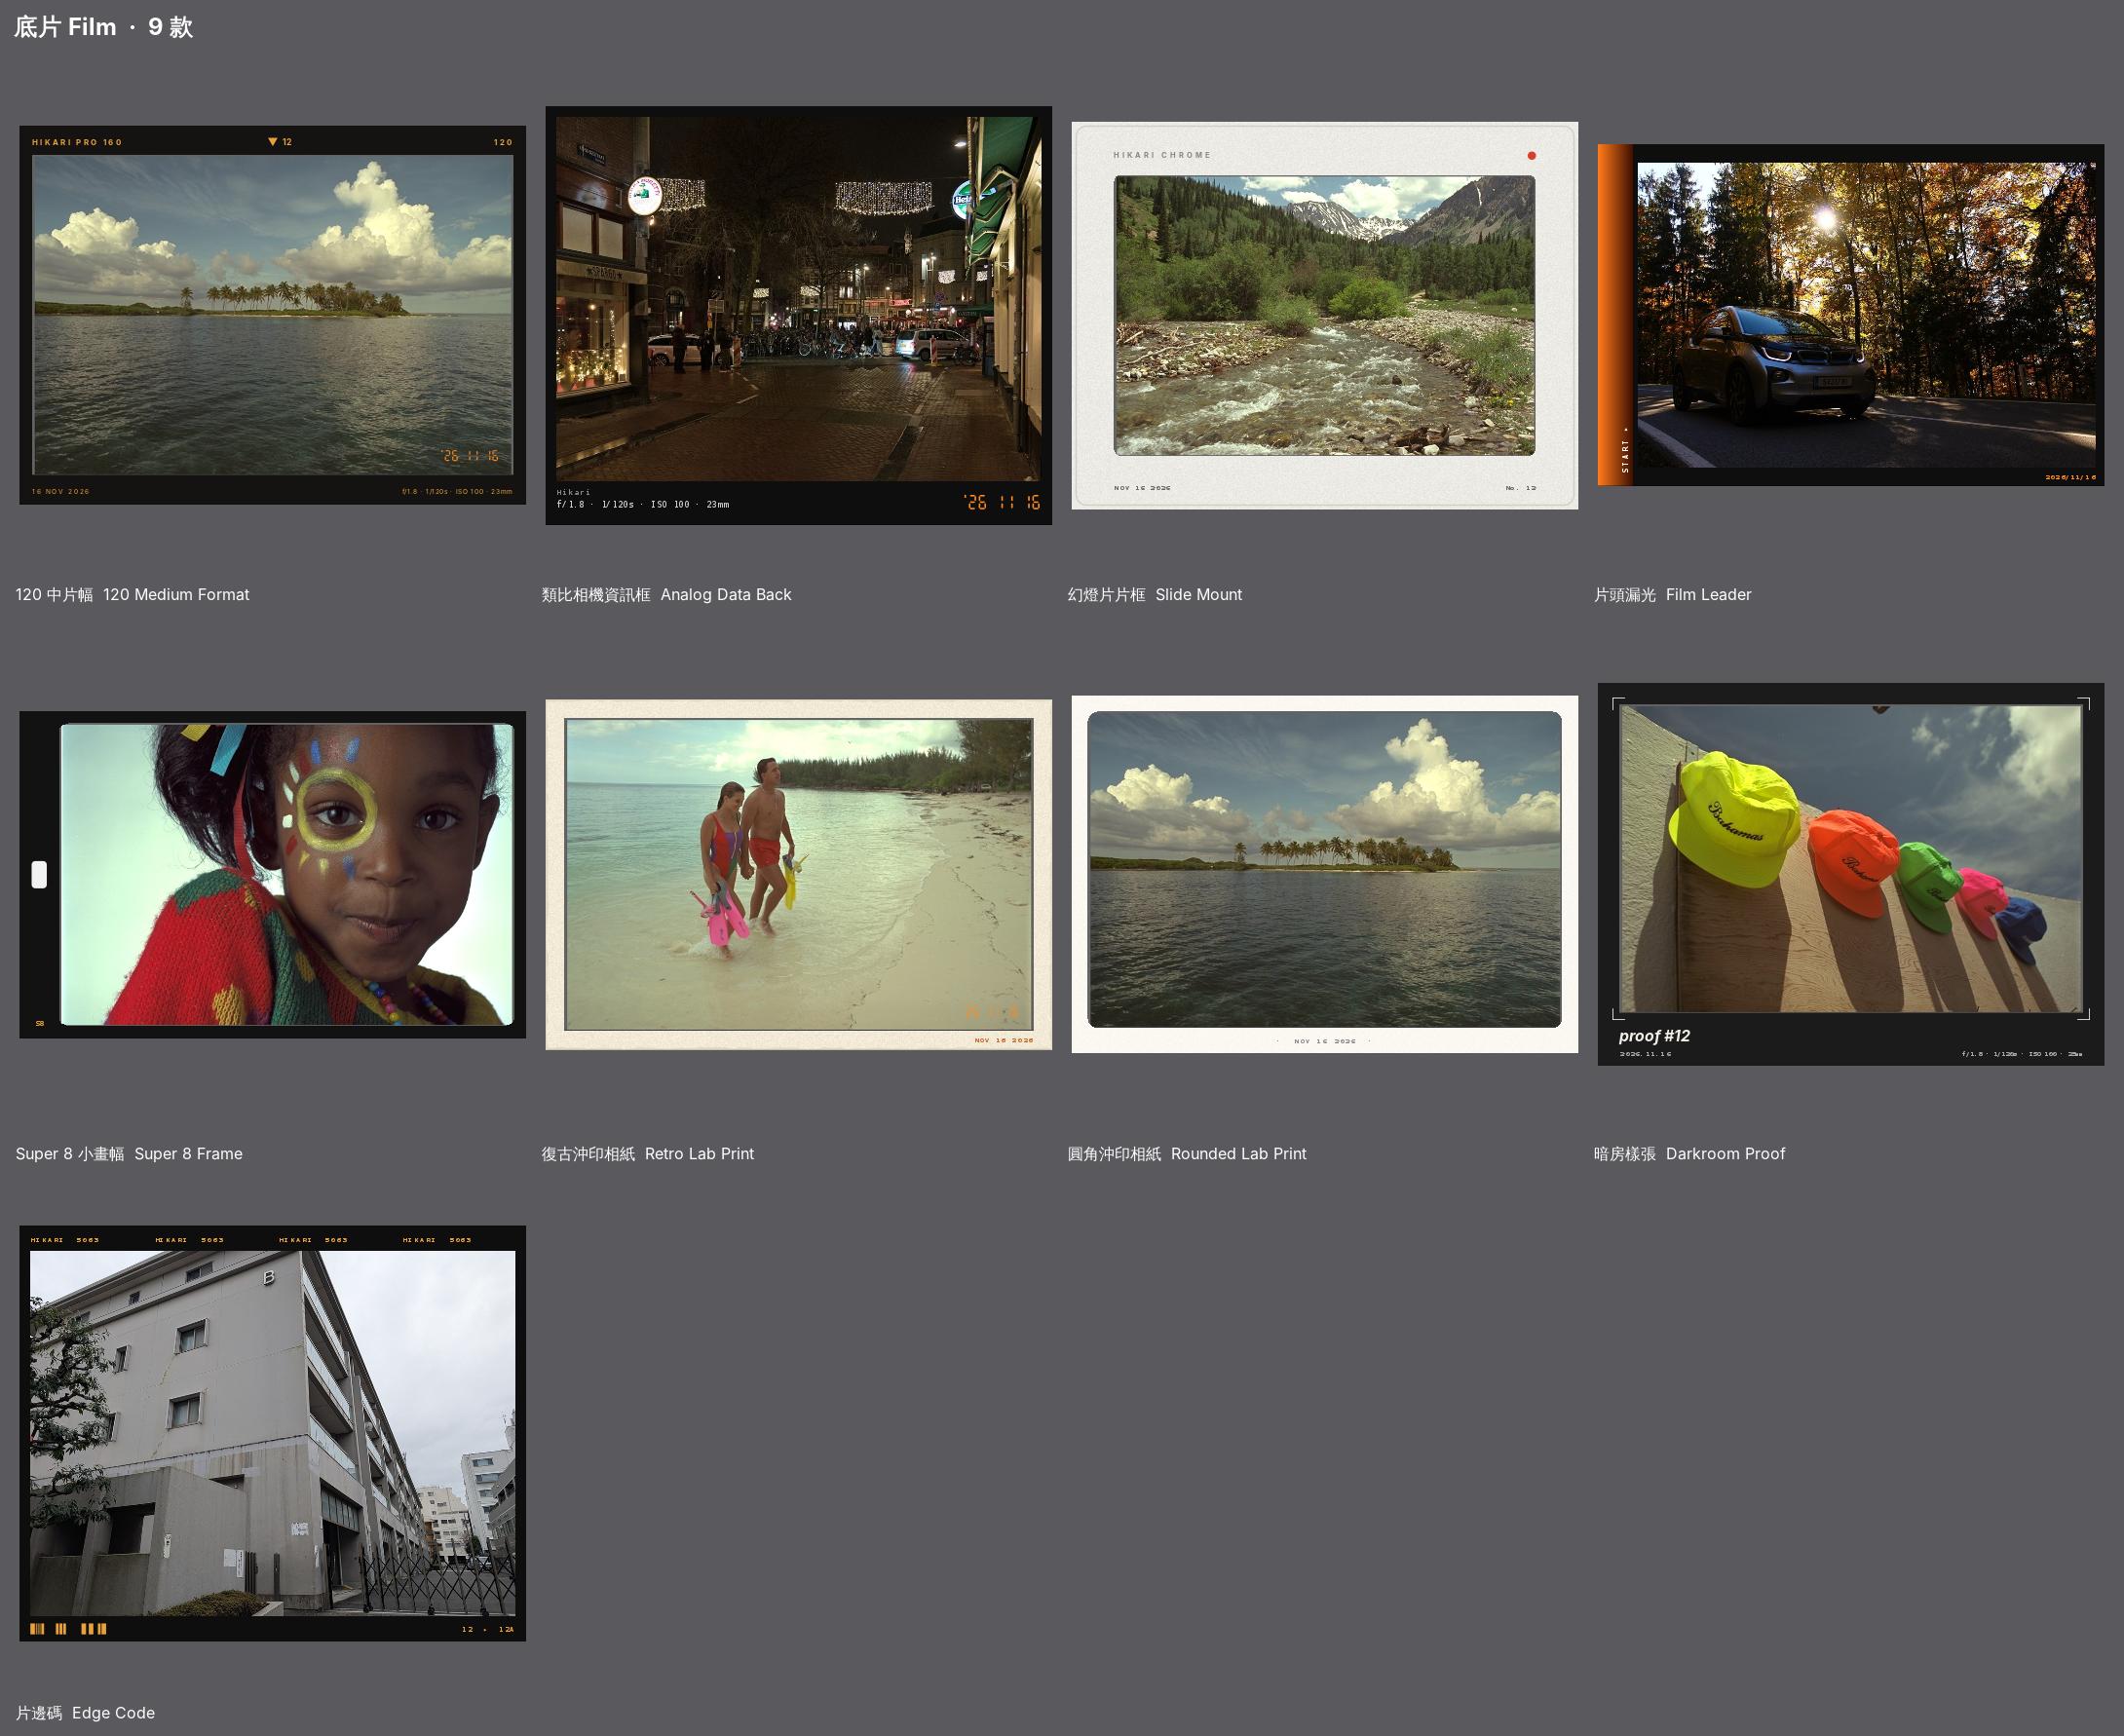 底片 Film · 9 款
HIKARI PRO 160 ▼ 12 120
'26 11 16
16 NOV 2026 f/1.8 · 1/120s · ISO 100 · 23mm
120 中片幅 120 Medium Format
Hikari
f/1.8 · 1/120s · ISO 100 · 23mm '26 11 16
類比相機資訊框 Analog Data Back
HIKARI CHROME
NOV 16 2026 No. 12
幻燈片片框 Slide Mount
START ▸
2026/11/16
片頭漏光 Film Leader
S8
Super 8 小畫幅 Super 8 Frame
NOV 16 2026
復古沖印相紙 Retro Lab Print
· NOV 16 2026 ·
圓角沖印相紙 Rounded Lab Print
Bahamas
Bahamas
proof #12
2026.11.16 f/1.8 · 1/120s · ISO 100 · 23mm
暗房樣張 Darkroom Proof
HIKARI 5063 HIKARI 5063 HIKARI 5063 HIKARI 5063
B
12 ▸ 12A
片邊碼 Edge Code